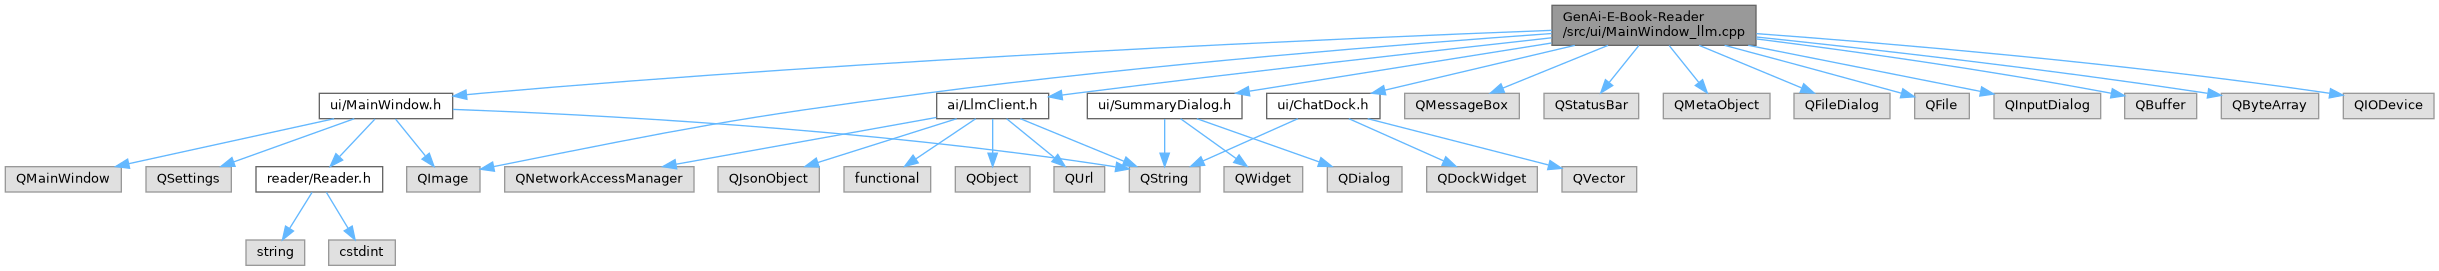 GenAi-E-Book-Reader
/src/ui/MainWindow_llm.cpp
ui/MainWindow.h
ai/LlmClient.h
ui/SummaryDialog.h
ui/ChatDock.h
QMessageBox
QStatusBar
QMetaObject
QFileDialog
QFile
QInputDialog
QBuffer
QByteArray
QIODevice
QMainWindow
QSettings
reader/Reader.h
QImage
QNetworkAccessManager
QJsonObject
functional
QObject
QUrl
QString
QWidget
QDialog
QDockWidget
QVector
string
cstdint